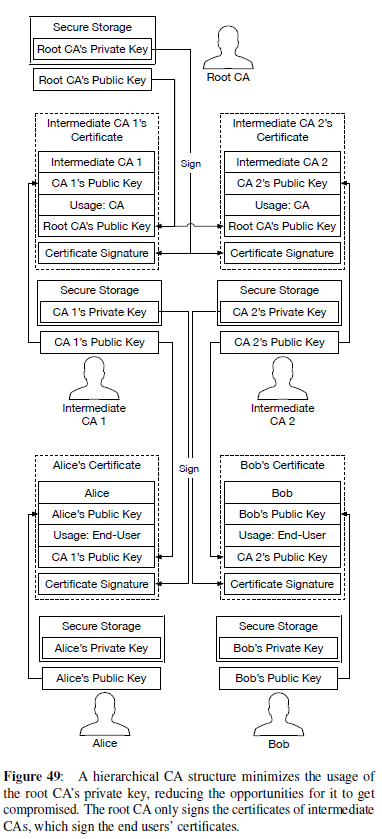 Secure Storage
Root CA's Private Key
Root CA's Public Key
Root CA
Intermediate CA 1's
Certificate
Intermediate CA 1
CA 1's Public Key
Usage: CA
Root CA's Public Key
Certificate Signature
Sign
Intermediate CA 2's
Certificate
Intermediate CA 2
CA 2's Public Key
Usage: CA
Root CA's Public Key
Certificate Signature
Secure Storage
CA 1's Private Key
CA 1's Public Key
Intermediate
CA 1
Secure Storage
CA 2's Private Key
CA 2's Public Key
Intermediate
CA 2
Alice's Certificate
Alice
Alice's Public Key
Usage: End-User
CA 1's Public Key
Certificate Signature
Sign
Bob's Certificate
Bob
Bob's Public Key
Usage: End-User
CA 2's Public Key
Certificate Signature
Secure Storage
Alice's Private Key
Alice's Public Key
Alice
Secure Storage
Bob's Private Key
Bob's Public Key
Bob
Figure 49: A hierarchical CA structure minimizes the usage of
the root CA's private key, reducing the opportunities for it to get
compromised. The root CA only signs the certificates of intermediate
CAs, which sign the end users' certificates.